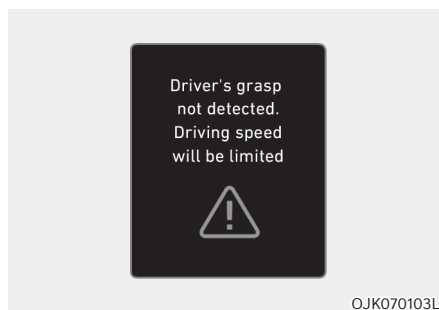 Driver's grasp
not detected.
Driving speed
will be limited
OJK070103L